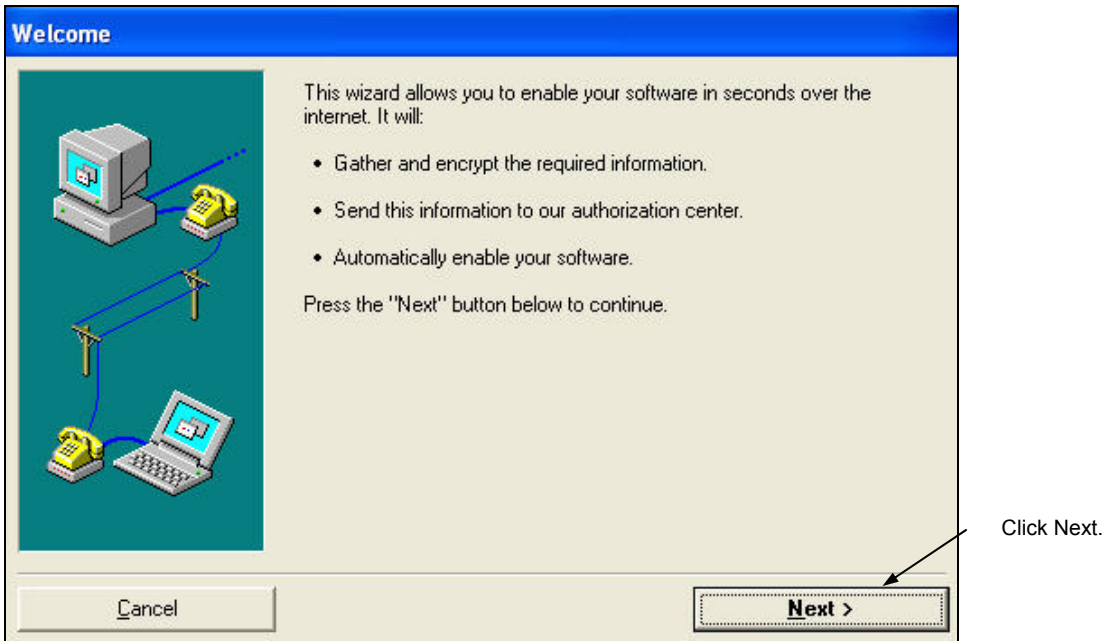 Welcome
This wizard allows you to enable your software in seconds over the
internet. It will:
• Gather and encrypt the required information.
• Send this information to our authorization center.
• Automatically enable your software.
Press the "Next" button below to continue.
Click Next.
Cancel
Next >